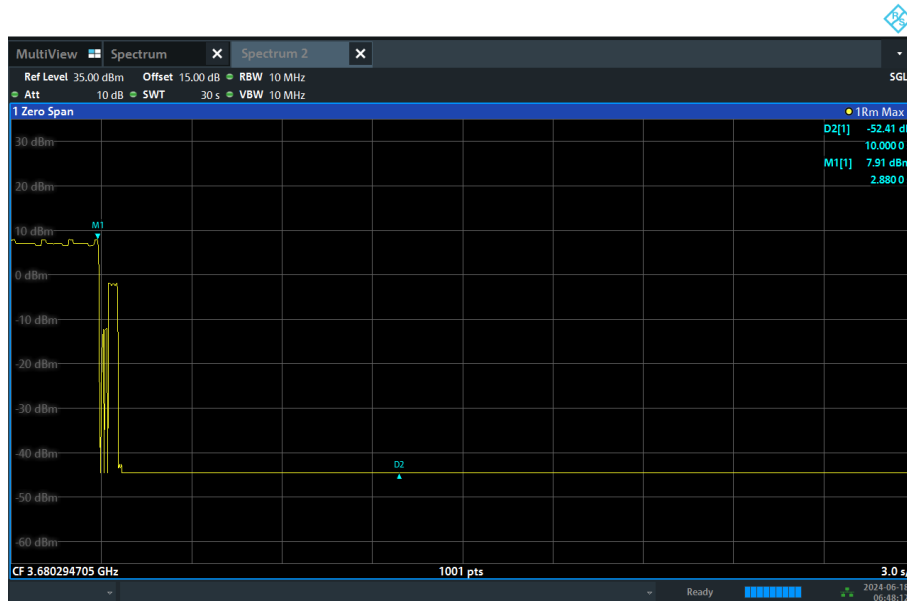 R&S
MultiView Spectrum Spectrum 2
Ref Level 35.00 dBm Offset 15.00 dB RBW 10 MHz SGL
Att 10 dB SWT 30 s VBW 10 MHz
1 Zero Span 1Rm Max
D2[1] -52.41 d
10.000 0
M1[1] 7.91 dBm
2.880 0
30 dBm
20 dBm
M1
10 dBm
0 dBm
-10 dBm
-20 dBm
-30 dBm
-40 dBm
D2
-50 dBm
-60 dBm
CF 3.680294705 GHz 1001 pts 3.0 s/
Ready 2024-06-18
06:48:12